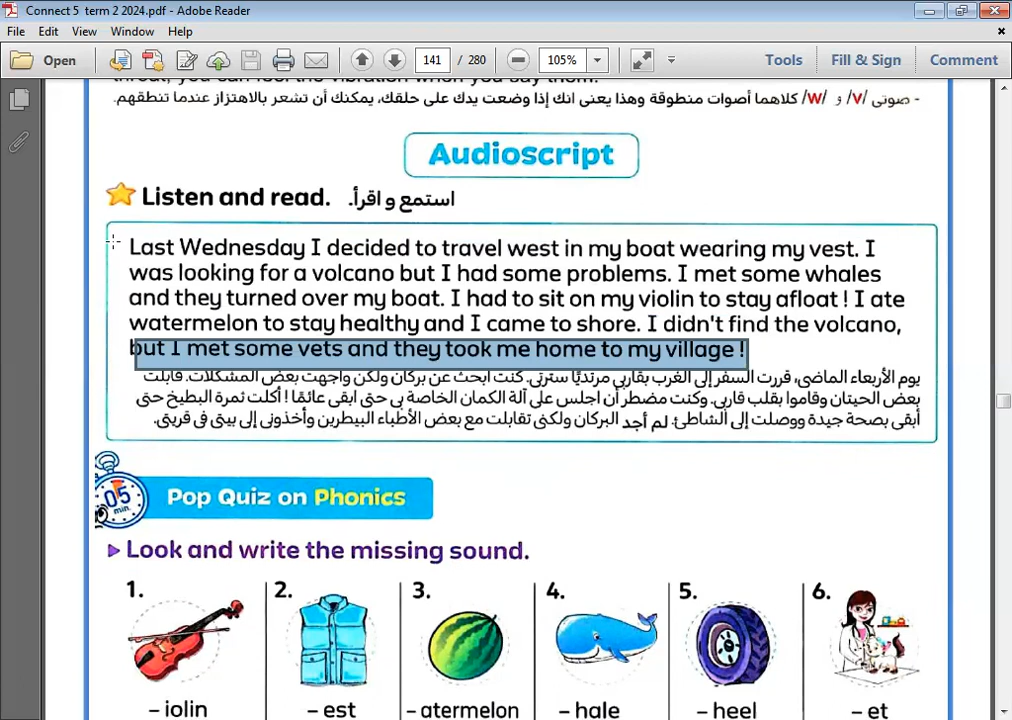 Connect 5 term 2 2024.pdf - Adobe Reader
File Edit View Window Help
Open 141 / 280 105% Tools Fill & Sign Comment
- صوتى /V/ و /W/ كلاهما أصوات منطوقة وهذا يعنى انك إذا وضعت يدك على حلقك، يمكنك أن تشعر بالاهتزاز عندما تنطقهم.
Audioscript
Listen and read. استمع و اقرأ.
Last Wednesday I decided to travel west in my boat wearing my vest. I
was looking for a volcano but I had some problems. I met some whales
and they turned over my boat. I had to sit on my violin to stay afloat ! I ate
watermelon to stay healthy and I came to shore. I didn't find the volcano,
but I met some vets and they took me home to my village !
يوم الأربعاء الماضى، قررت السفر إلى الغرب بقاربى مرتديًا سترتى. كنت ابحث عن بركان ولكن واجهت بعض المشكلات. قابلت
بعض الحيتان وقاموا بقلب قاربى. وكنت مضطر أن اجلس على آلة الكمان الخاصة بى حتى ابقى عائمًا ! أكلت ثمرة البطيخ حتى
أبقى بصحة جيدة ووصلت إلى الشاطئ. لم أجد البركان ولكنى تقابلت مع بعض الأطباء البيطرين وأخذونى إلى بيتى فى قريتى.
05 min.
Pop Quiz on Phonics
Look and write the missing sound.
1. 2. 3. 4. 5. 6.
– iolin – est – atermelon – hale – heel – et